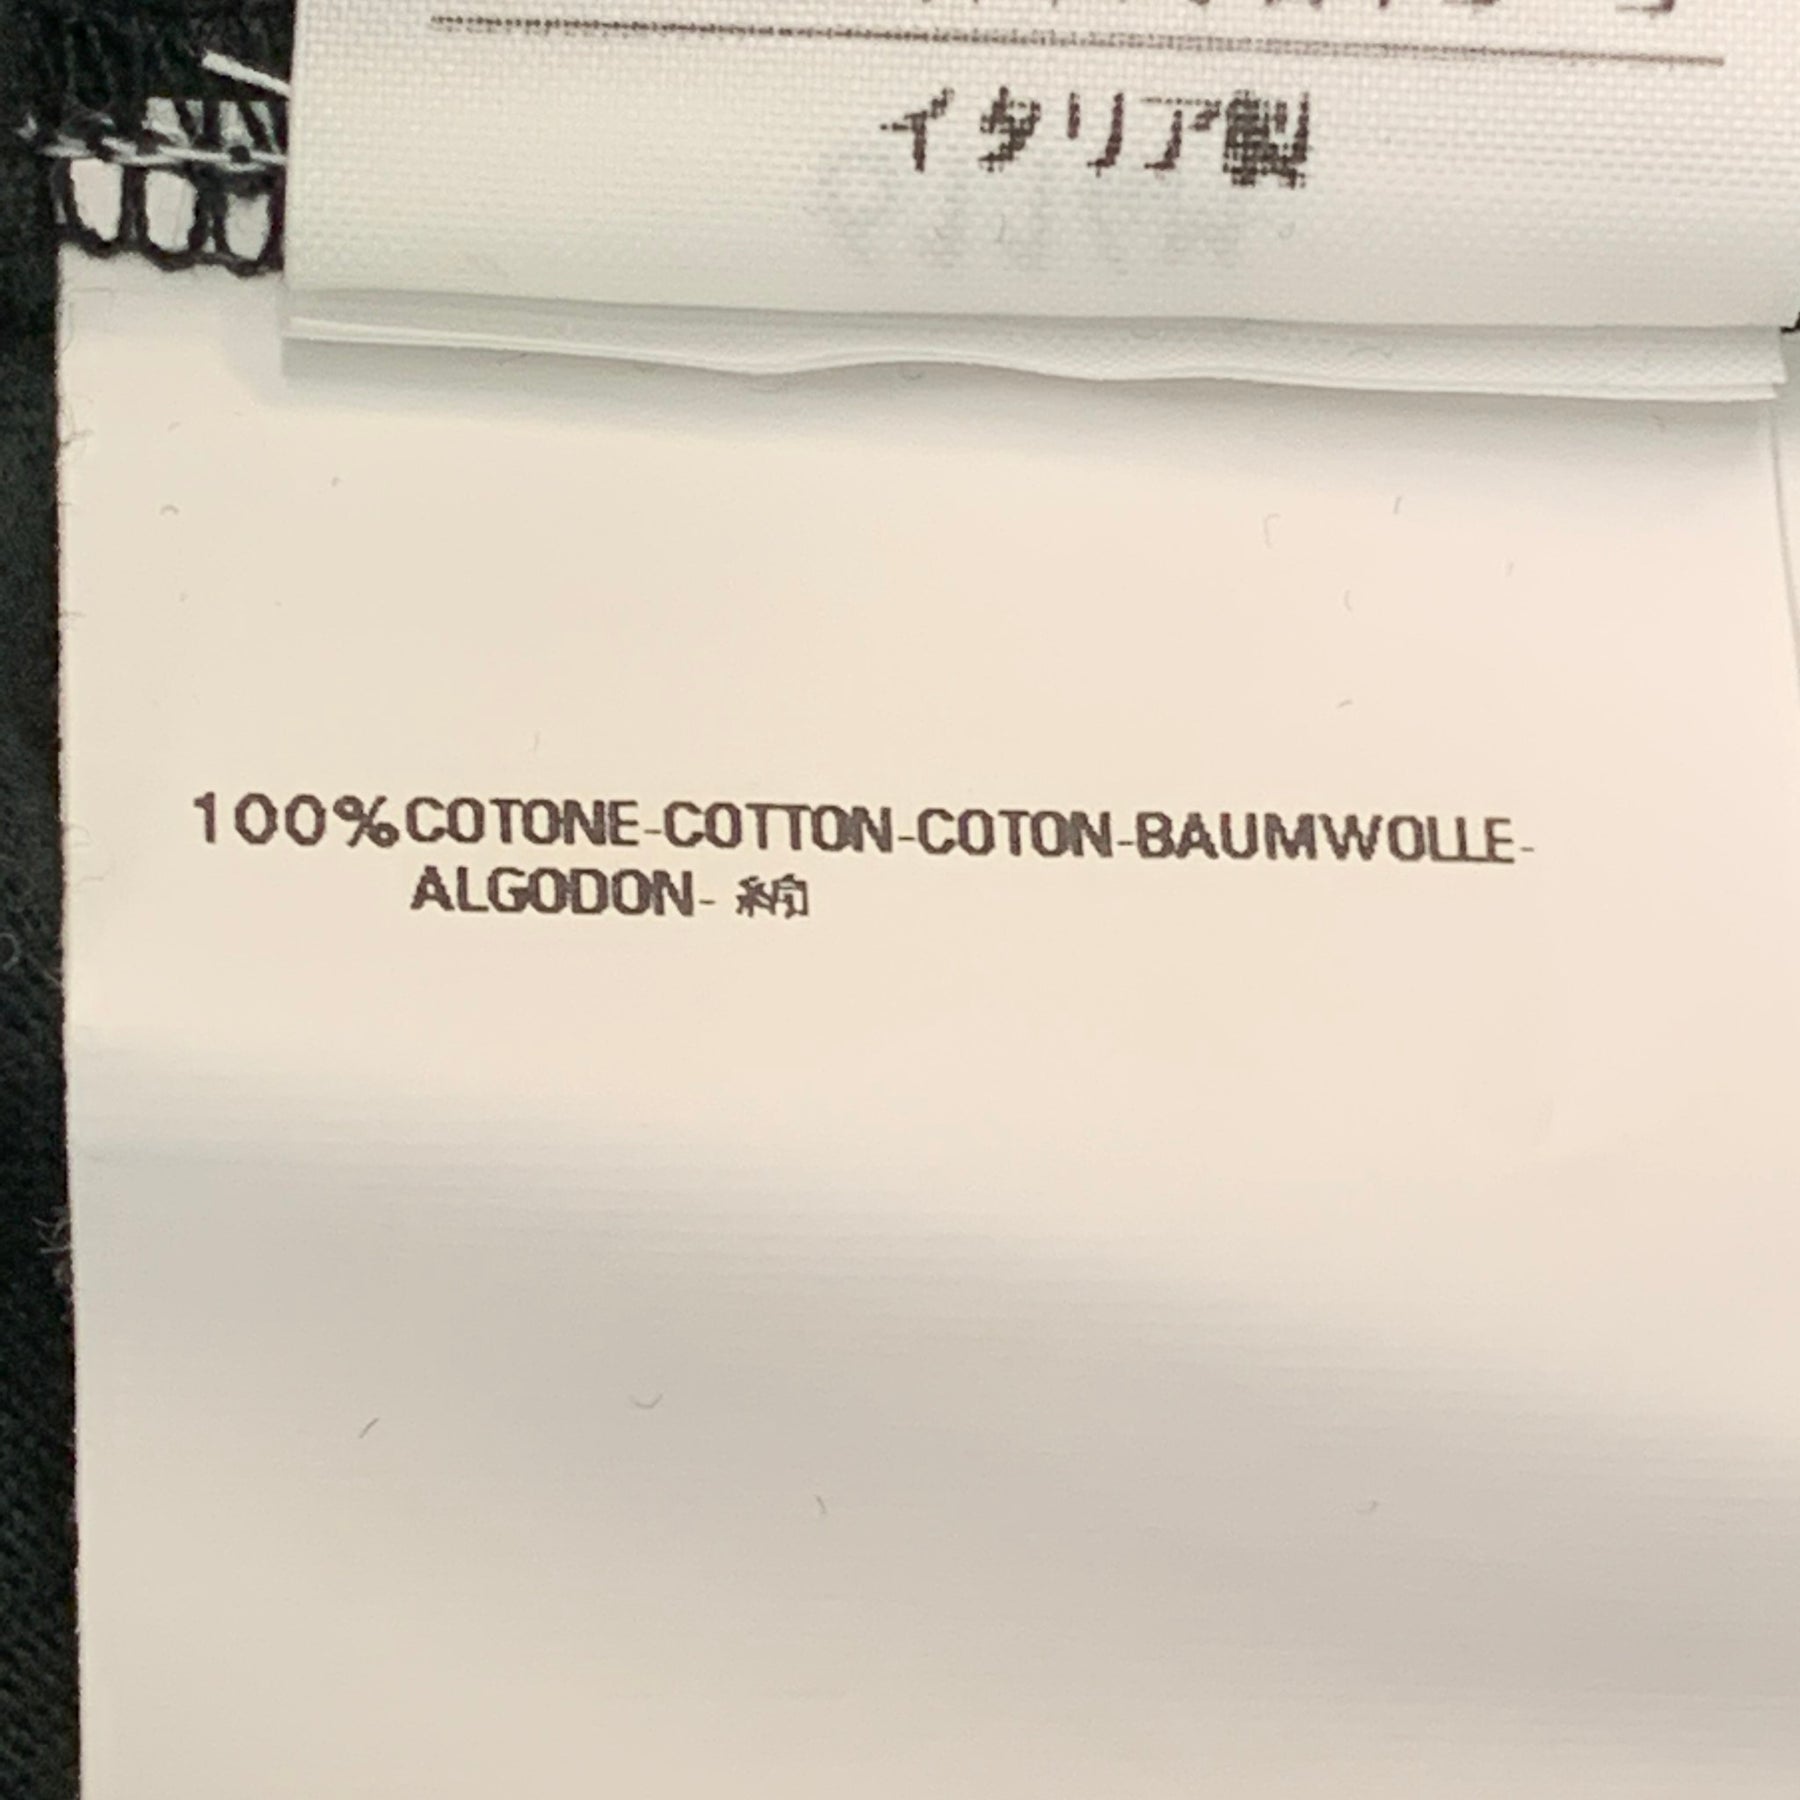 イタリア製
100%COTONE-COTTON-COTON-BAUMWOLLE-
ALGODON- 綿